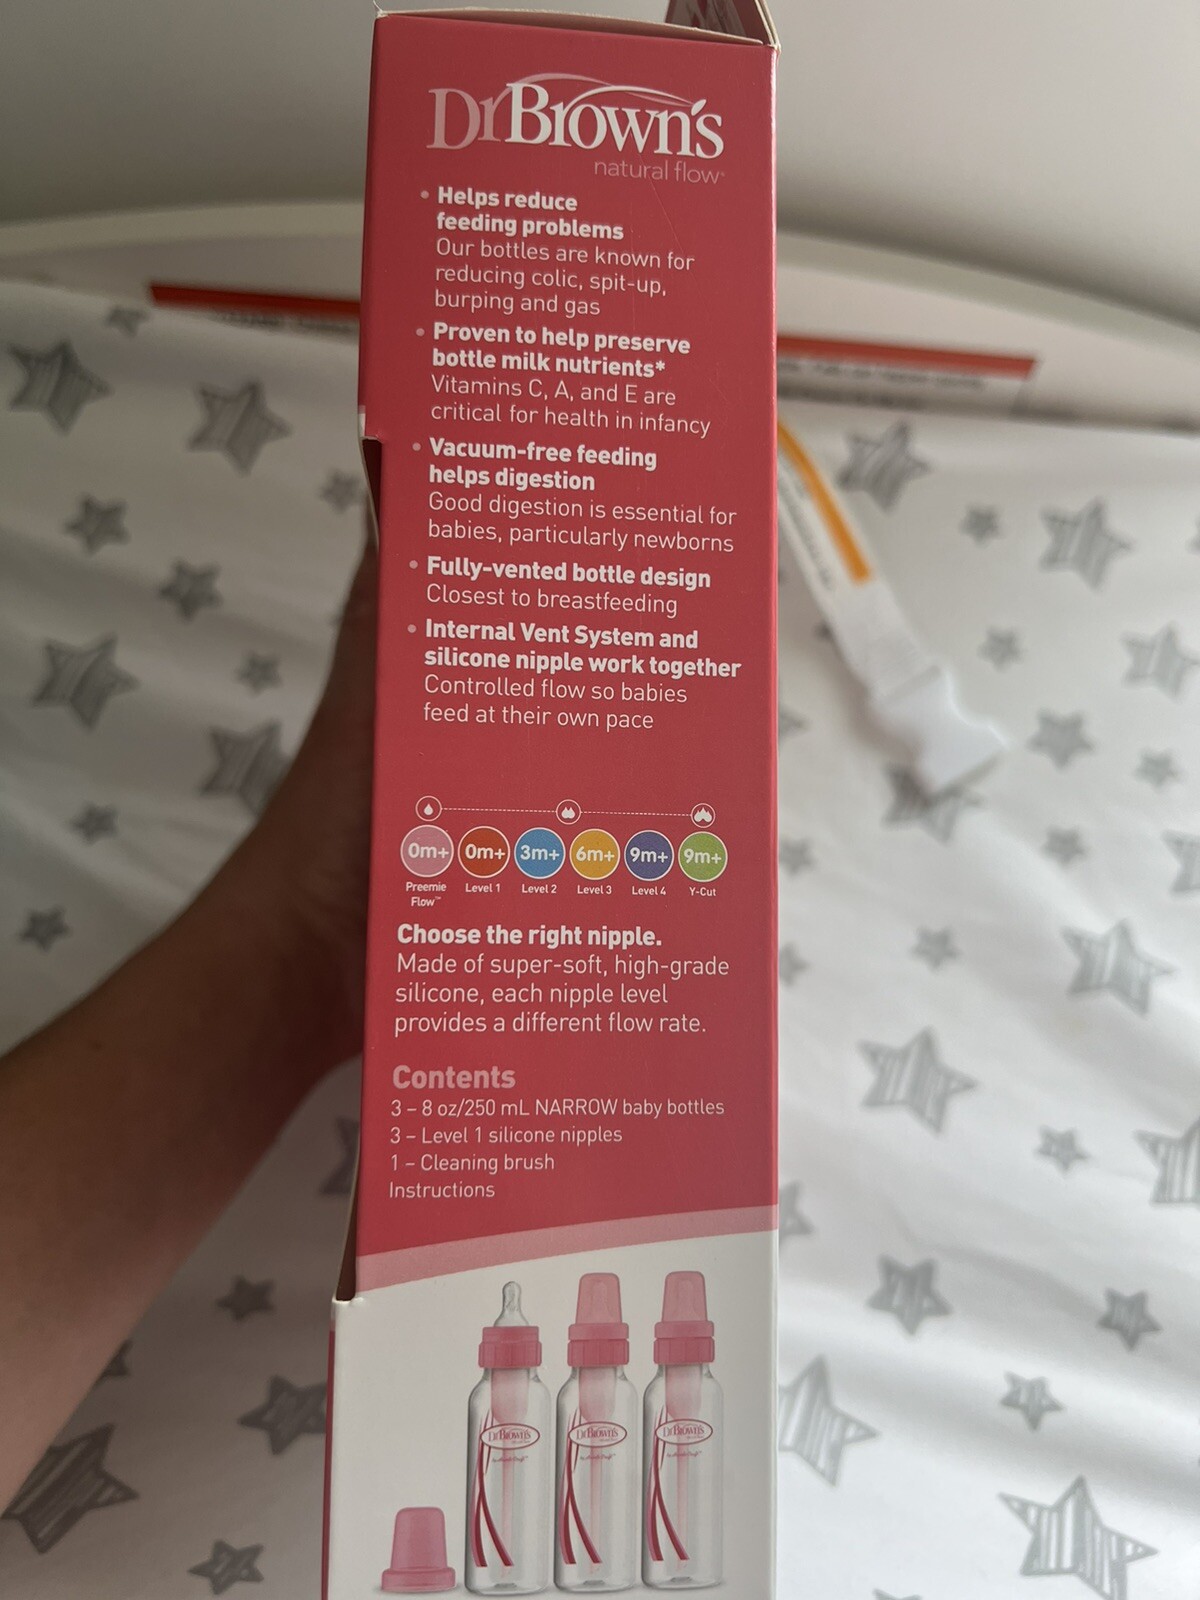 Dr Brown's
natural flow
• Helps reduce
feeding problems
Our bottles are known for
reducing colic, spit-up,
burping and gas
• Proven to help preserve
bottle milk nutrients*
Vitamins C, A, and E are
critical for health in infancy
• Vacuum-free feeding
helps digestion
Good digestion is essential for
babies, particularly newborns
• Fully-vented bottle design
Closest to breastfeeding
• Internal Vent System and
silicone nipple work together
Controlled flow so babies
feed at their own pace
0m+ 0m+ 3m+ 6m+ 9m+ 9m+
Preemie Level 1 Level 2 Level 3 Level 4 Y-Cut
Flow™
Choose the right nipple.
Made of super-soft, high-grade
silicone, each nipple level
provides a different flow rate.
Contents
3 – 8 oz/250 mL NARROW baby bottles
3 – Level 1 silicone nipples
1 – Cleaning brush
Instructions
Dr Brown's Dr Brown's Dr Brown's